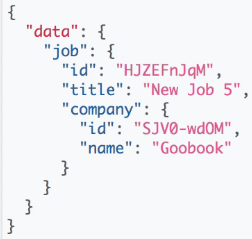 {
  "data": {
    "job": {
      "id": "HJZEFnJqM",
      "title": "New Job 5",
      "company": {
        "id": "SJV0-wdOM",
        "name": "Goobook"
      }
    }
  }
}